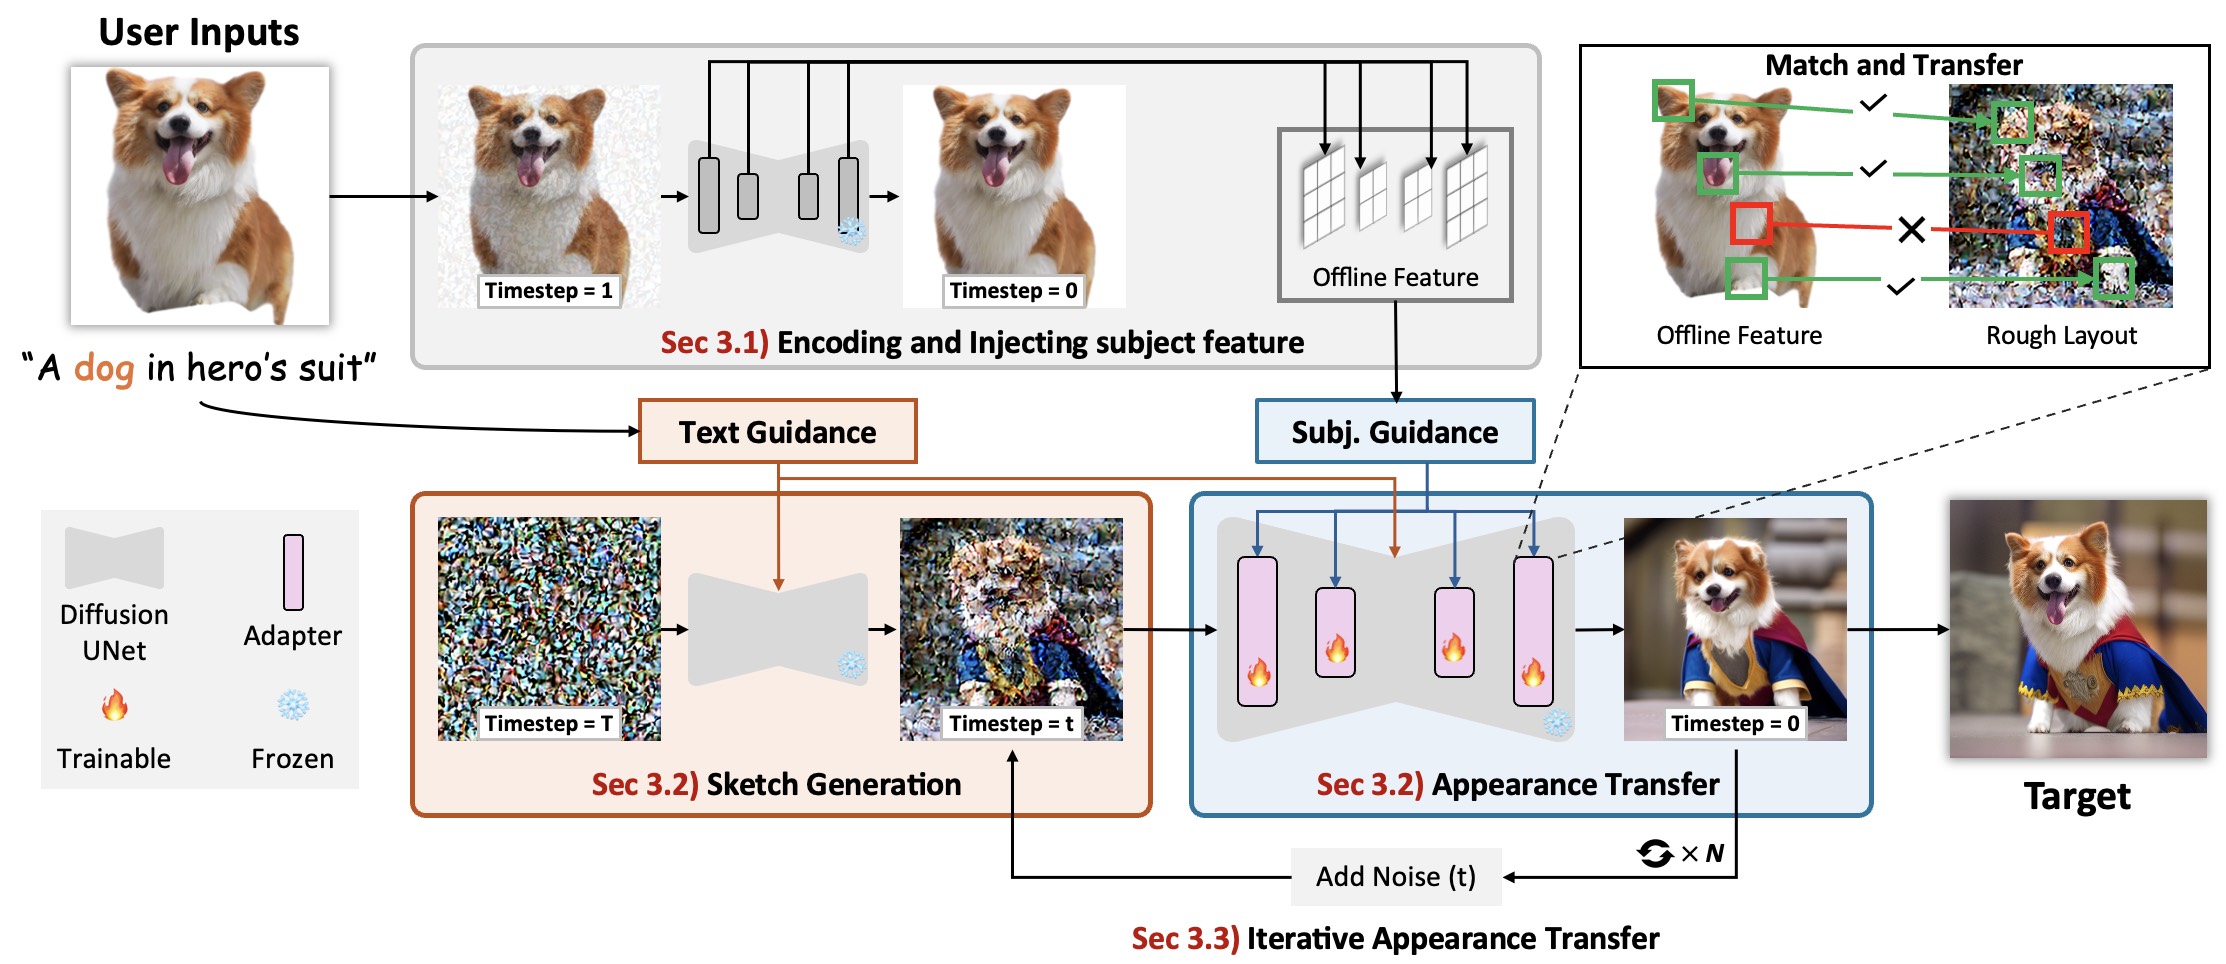 User Inputs
“A dog in hero’s suit”
Timestep = 1
Timestep = 0
Offline Feature
Sec 3.1) Encoding and Injecting subject feature
Match and Transfer
Offline Feature
Rough Layout
Text Guidance
Subj. Guidance
Diffusion
UNet
Adapter
Trainable
Frozen
Timestep = T
Timestep = t
Sec 3.2) Sketch Generation
Timestep = 0
Sec 3.2) Appearance Transfer
Target
× N
Add Noise (t)
Sec 3.3) Iterative Appearance Transfer